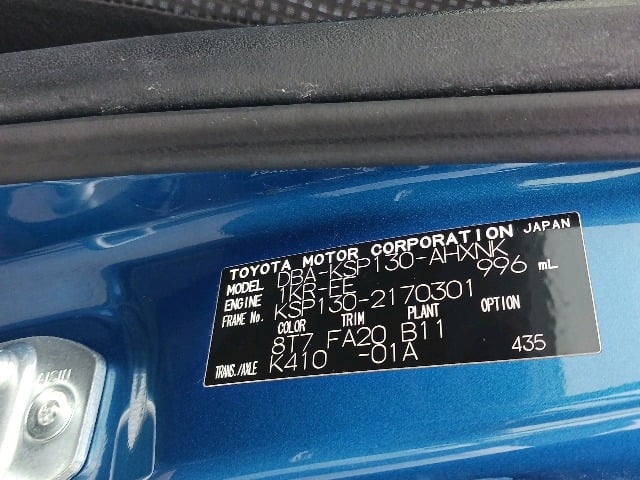 TOYOTA MOTOR CORPORATION JAPAN
MODEL DBA-KSP130-AHXNK
ENGINE 1KR-FE 996 mL
FRAME No. KSP130-2170301
COLOR TRIM PLANT OPTION
8T7 FA20 B11
TRANS./AXLE K410 -01A 435